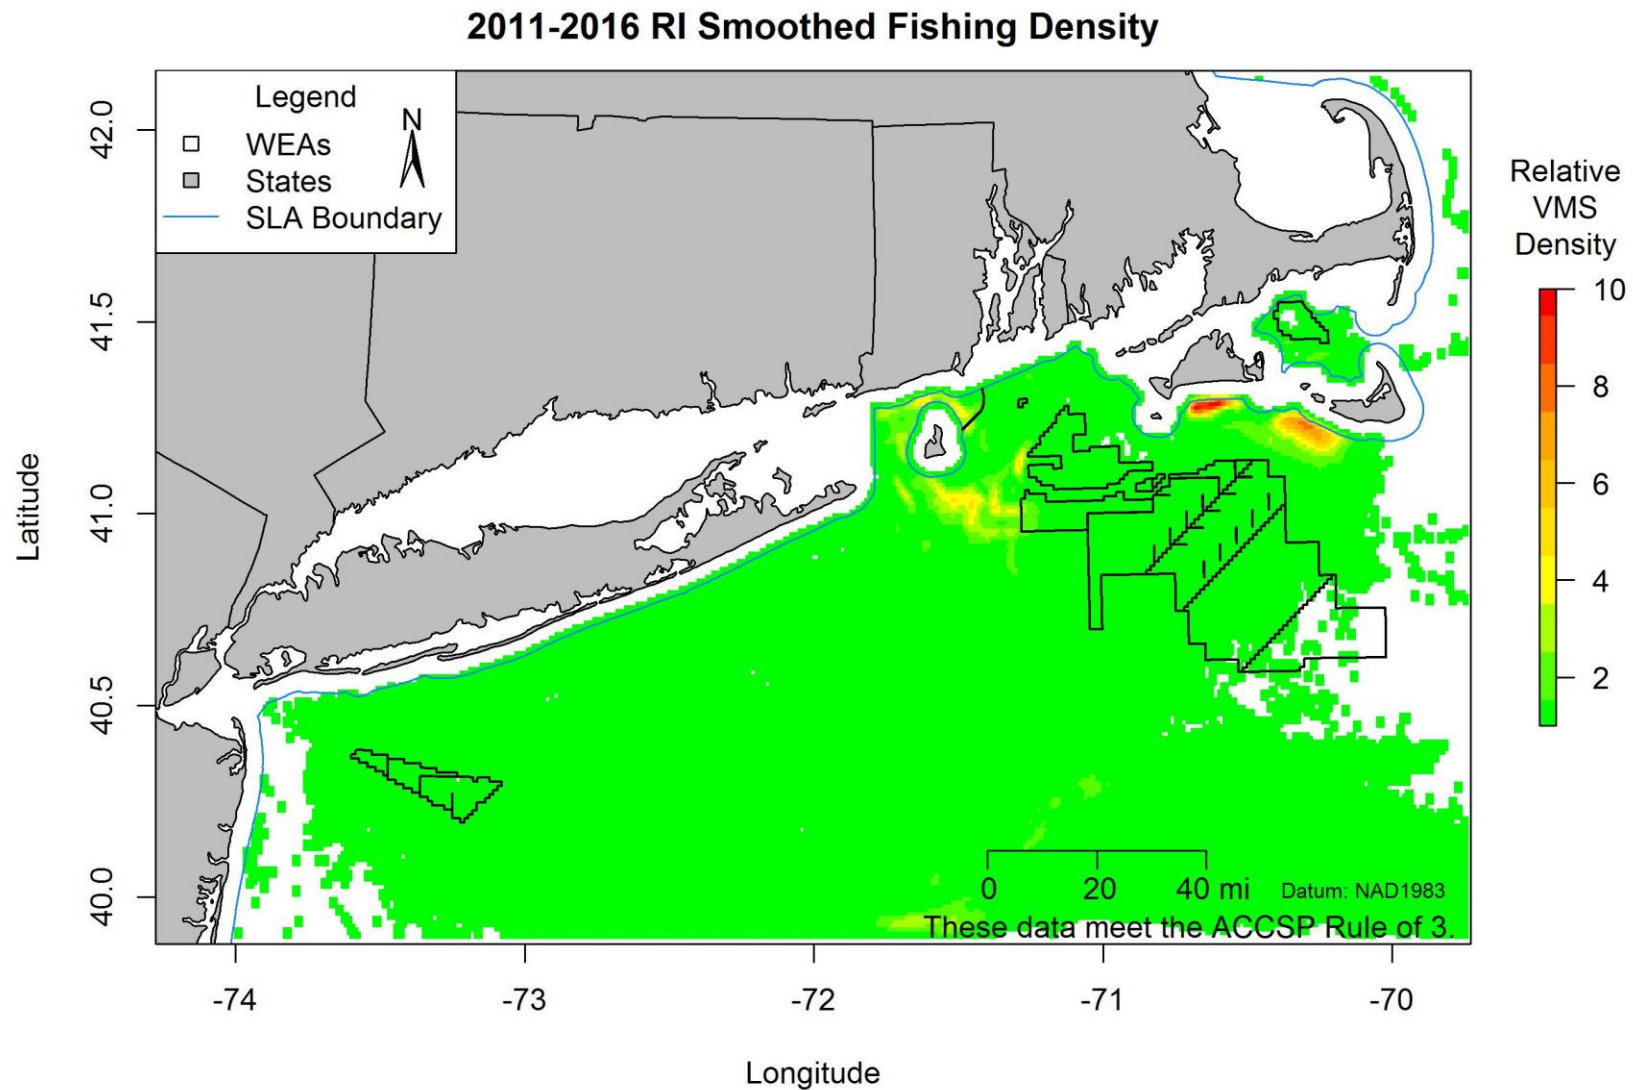 2011-2016 RI Smoothed Fishing Density
Legend
N
WEAs
States
SLA Boundary
Relative
VMS
Density
10
8
6
4
2
Latitude
42.0
41.5
41.0
40.5
40.0
0 20 40 mi
Datum: NAD1983
These data meet the ACCSP Rule of 3.
-74 -73 -72 -71 -70
Longitude